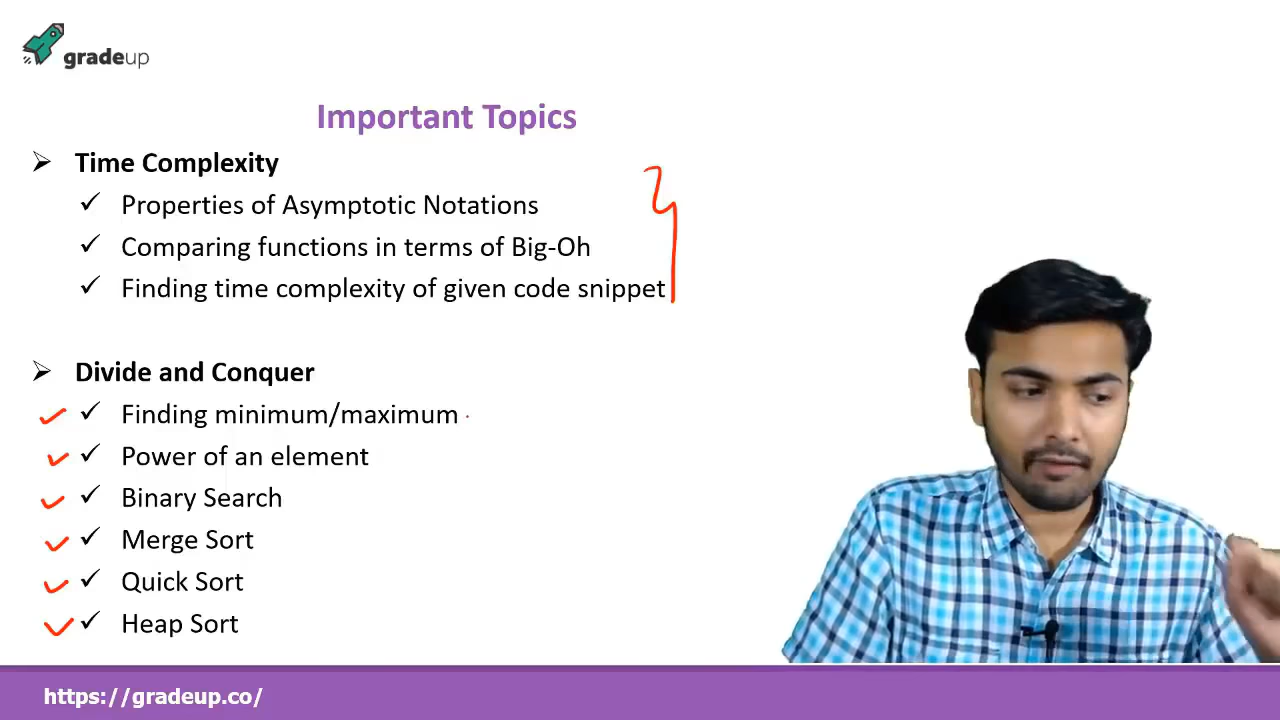 gradeup
Important Topics
Time Complexity
Properties of Asymptotic Notations
Comparing functions in terms of Big-Oh
Finding time complexity of given code snippet
Divide and Conquer
Finding minimum/maximum
Power of an element
Binary Search
Merge Sort
Quick Sort
Heap Sort
https://gradeup.co/